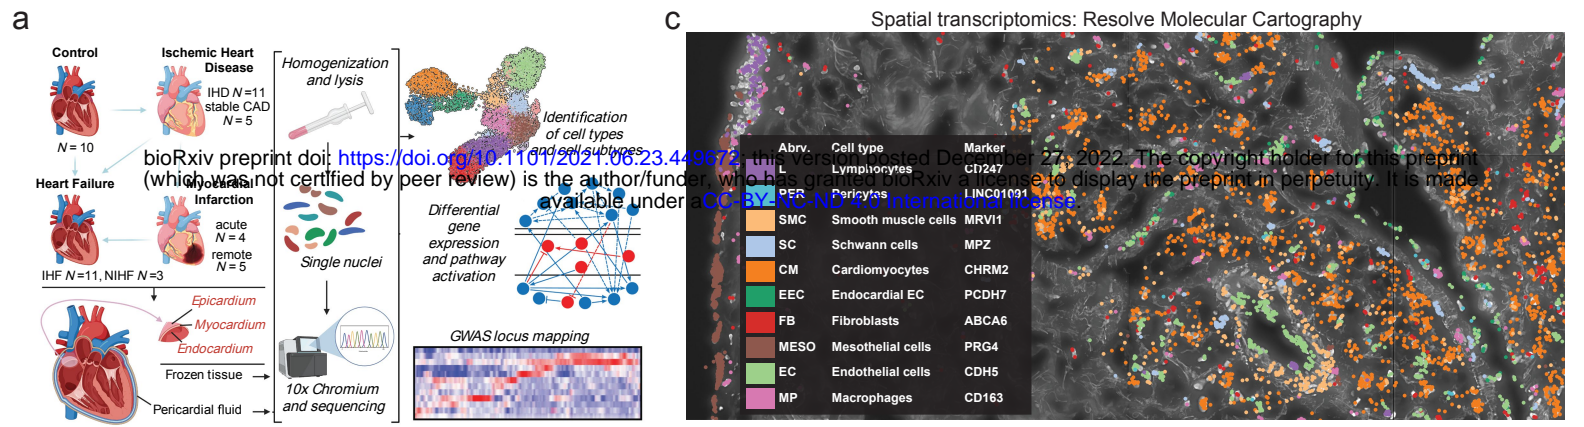 a
Control
Ischemic Heart
Disease
IHD N=11
stable CAD
N = 5
N = 10
Heart Failure
Myocardial
Infarction
acute
N = 4
remote
N = 5
IHF N=11, NIHF N=3
Epicardium
Myocardium
Endocardium
Frozen tissue
Pericardial fluid
Homogenization
and lysis
Single nuclei
10x Chromium
and sequencing
Identification
of cell types
and cell subtypes
Differential
gene
expression
and pathway
activation
GWAS locus mapping
bioRxiv preprint doi: https://doi.org/10.1101/2021.06.23.449672; this version posted December 27, 2022. The copyright holder for this preprint
(which was not certified by peer review) is the author/funder, who has granted bioRxiv a license to display the preprint in perpetuity. It is made
available under aCC-BY-NC-ND 4.0 International license.
c
Spatial transcriptomics: Resolve Molecular Cartography
Abrv. Cell type Marker
L Lymphocytes CD247
PER Pericytes LINC01091
SMC Smooth muscle cells MRVI1
SC Schwann cells MPZ
CM Cardiomyocytes CHRM2
EEC Endocardial EC PCDH7
FB Fibroblasts ABCA6
MESO Mesothelial cells PRG4
EC Endothelial cells CDH5
MP Macrophages CD163